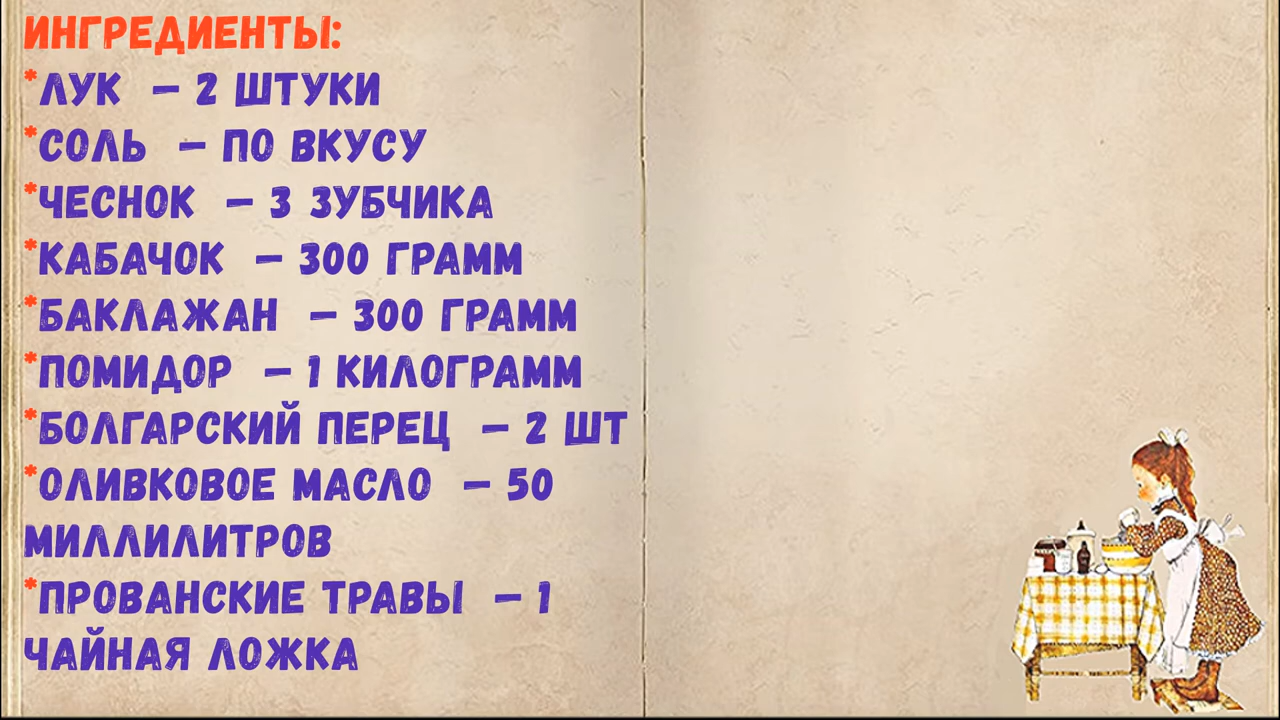 ИНГРЕДИЕНТЫ:
*ЛУК – 2 ШТУКИ
*СОЛЬ – ПО ВКУСУ
*ЧЕСНОК – 3 ЗУБЧИКА
*КАБАЧОК – 300 ГРАММ
*БАКЛАЖАН – 300 ГРАММ
*ПОМИДОР – 1 КИЛОГРАММ
*БОЛГАРСКИЙ ПЕРЕЦ – 2 ШТ
*ОЛИВКОВОЕ МАСЛО – 50
МИЛЛИЛИТРОВ
*ПРОВАНСКИЕ ТРАВЫ – 1
ЧАЙНАЯ ЛОЖКА